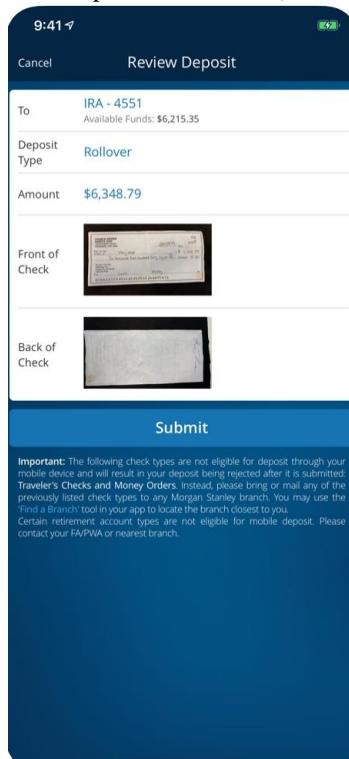 9:41
Cancel Review Deposit
To IRA - 4551
Available Funds: $6,215.35
Deposit
Type Rollover
Amount $6,348.79
Front of
Check
Back of
Check
Submit
Important: The following check types are not eligible for deposit through your
mobile device and will result in your deposit being rejected after it is submitted:
Traveler's Checks and Money Orders. Instead, please bring or mail any of the
previously listed check types to any Morgan Stanley branch. You may use the
'Find a Branch' tool in your app to locate the branch closest to you.
Certain retirement account types are not eligible for mobile deposit. Please
contact your FA/PWA or nearest branch.